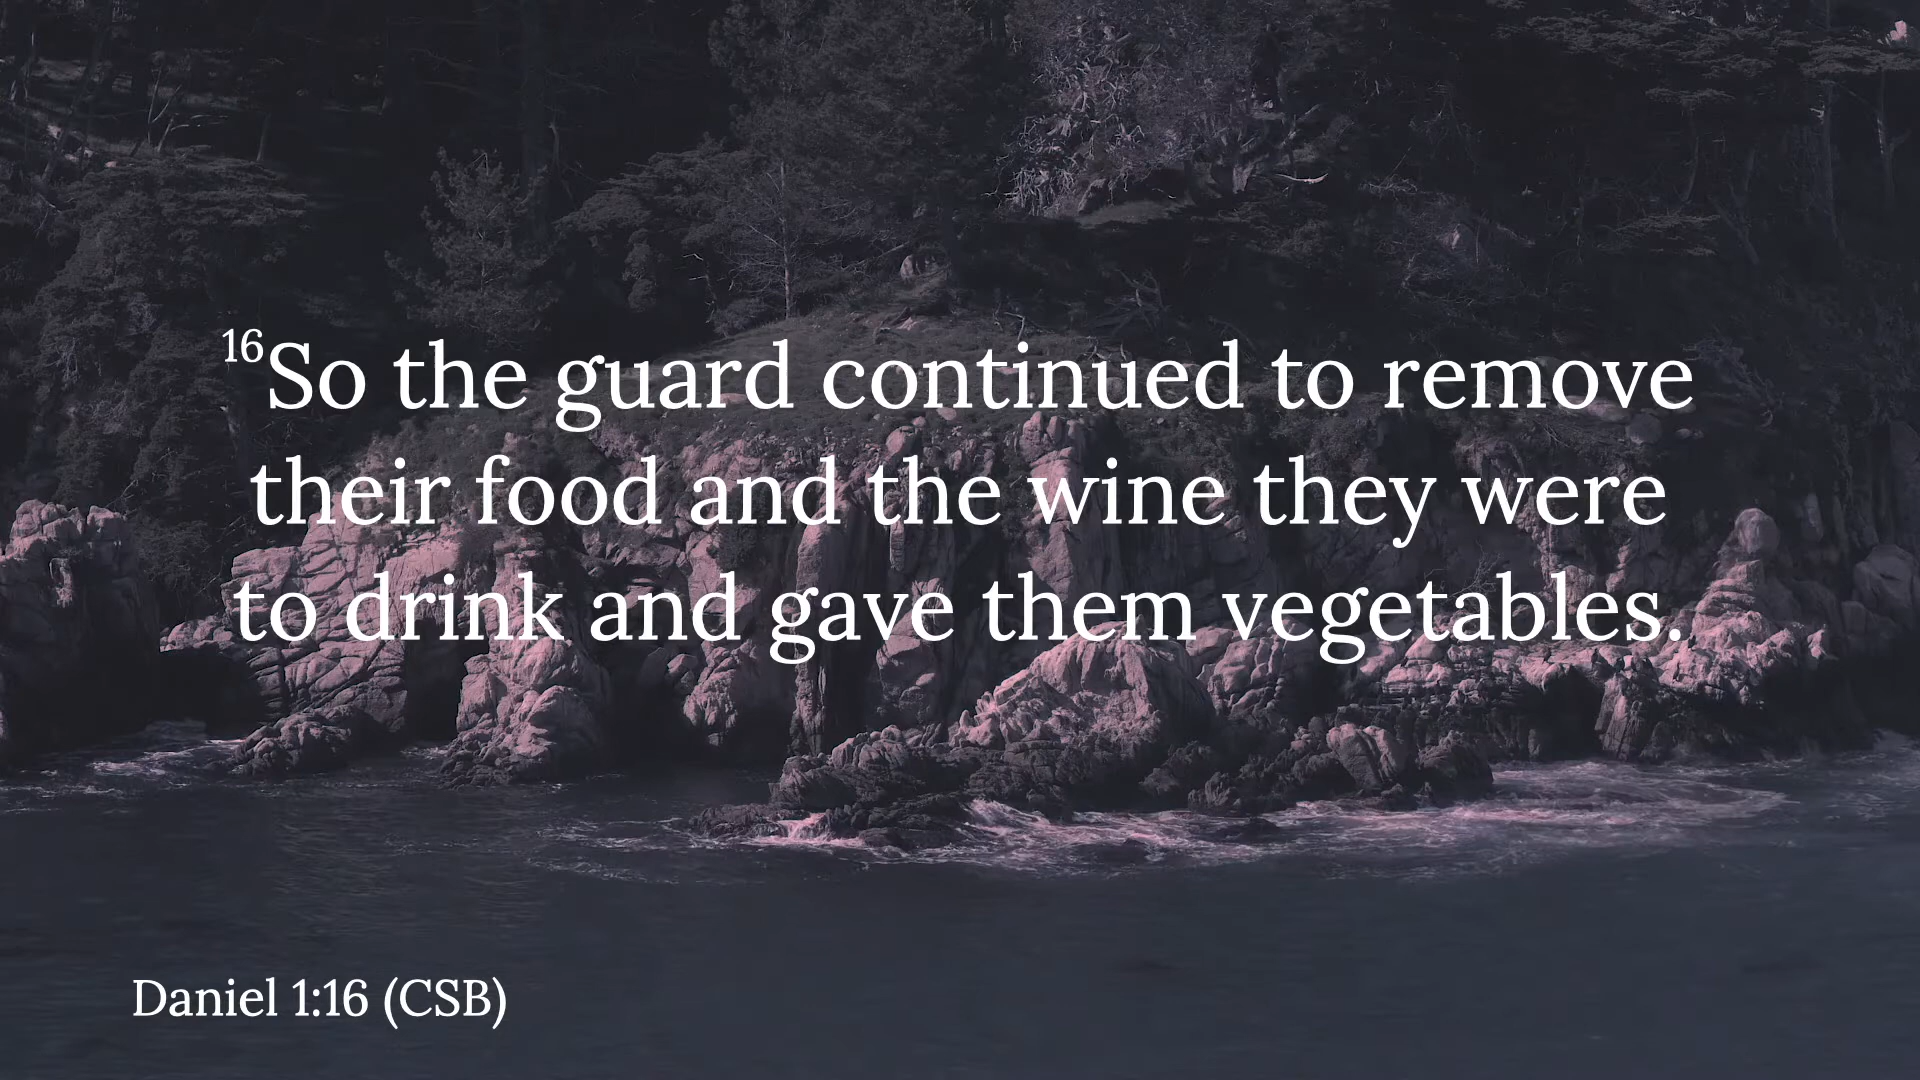 16So the guard continued to remove
their food and the wine they were
to drink and gave them vegetables.
Daniel 1:16 (CSB)